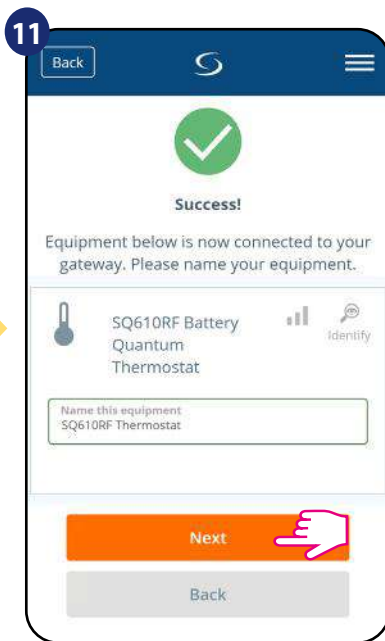 11
Back
Success!
Equipment below is now connected to your
gateway. Please name your equipment.
SQ610RF Battery
Quantum
Thermostat
Identify
Name this equipment
SQ610RF Thermostat
Next
Back